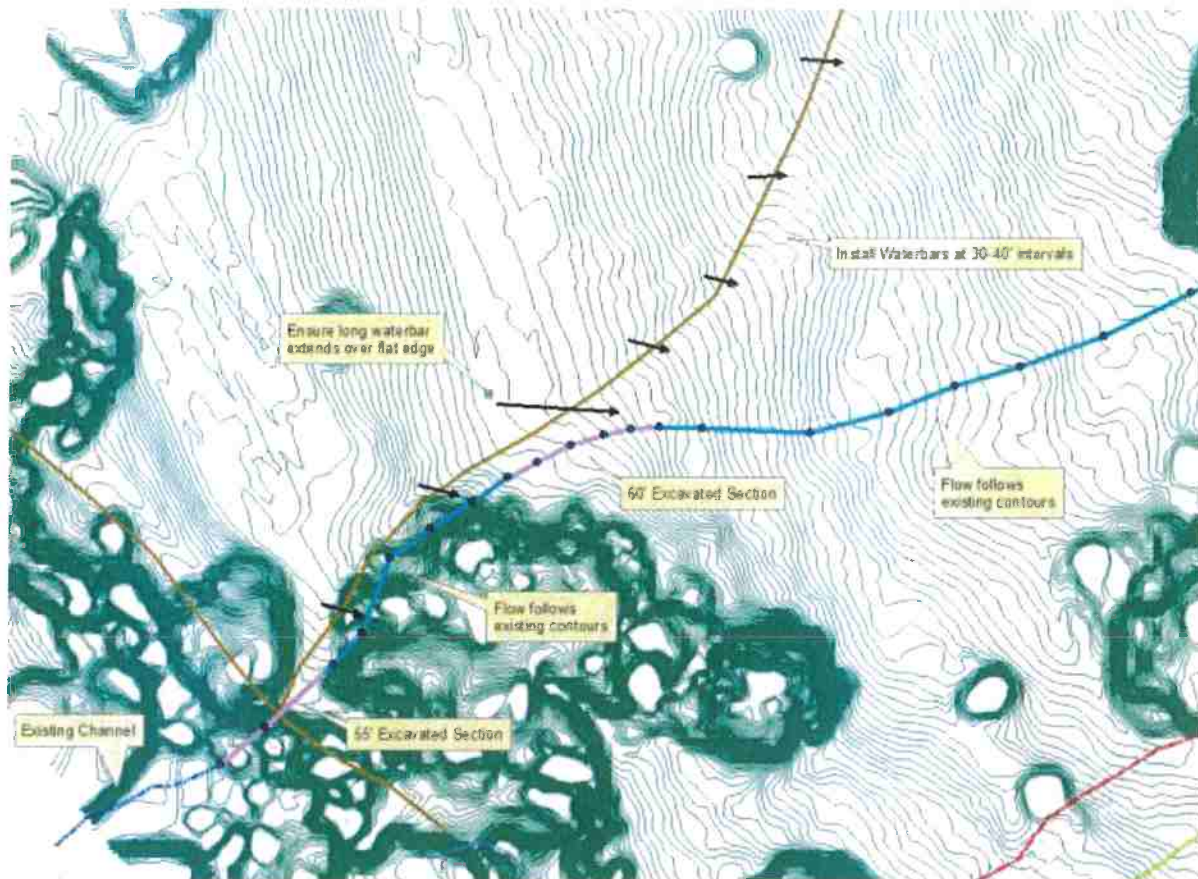 Install Waterbars at 30-40' intervals
Ensure long waterbar
extends over flat edge
60' Excavated Section
Flow follows
existing contours
Flow follows
existing contours
Existing Channel
55' Excavated Section